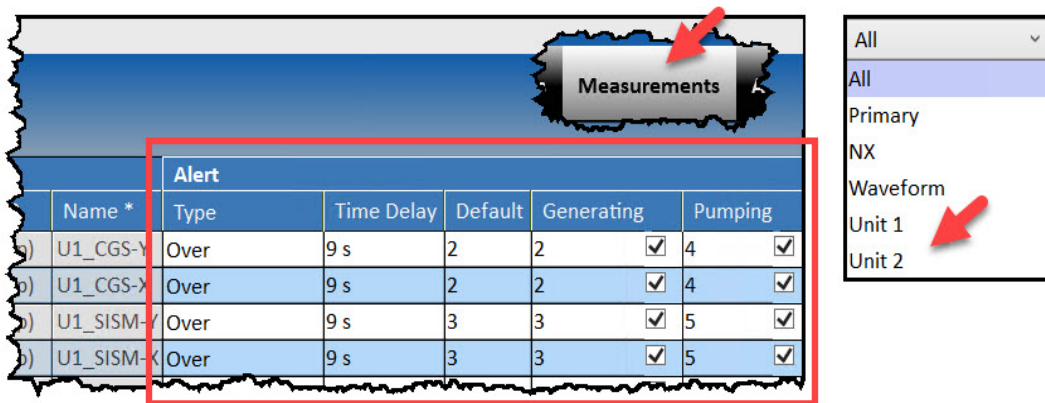 Measurements
Alert
Name * Type Time Delay Default Generating Pumping
U1_CGS-Y Over 9 s 2 2 4
U1_CGS-X Over 9 s 2 2 4
U1_SISM-Y Over 9 s 3 3 5
U1_SISM-X Over 9 s 3 3 5
All
All
Primary
NX
Waveform
Unit 1
Unit 2